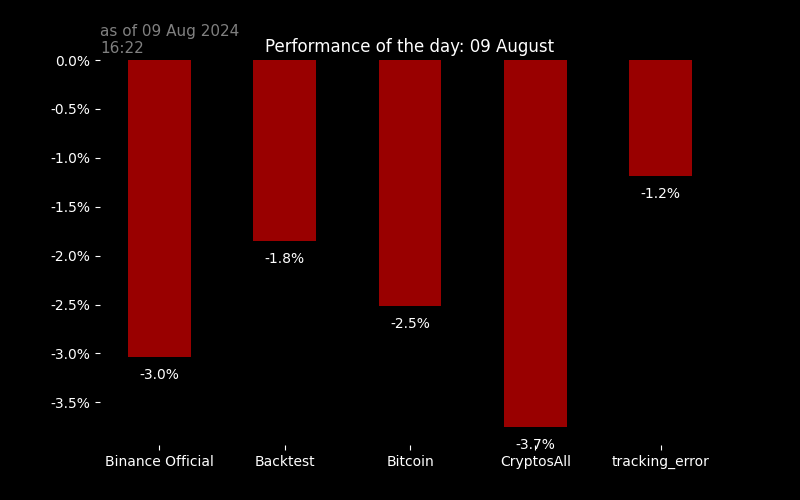 as of 09 Aug 2024
16:22
Performance of the day: 09 August
0.0%
-0.5%
-1.0%
-1.5%
-2.0%
-2.5%
-3.0%
-3.5%
-3.0%
-1.8%
-2.5%
-3.7%
-1.2%
Binance Official
Backtest
Bitcoin
CryptosAll
tracking_error